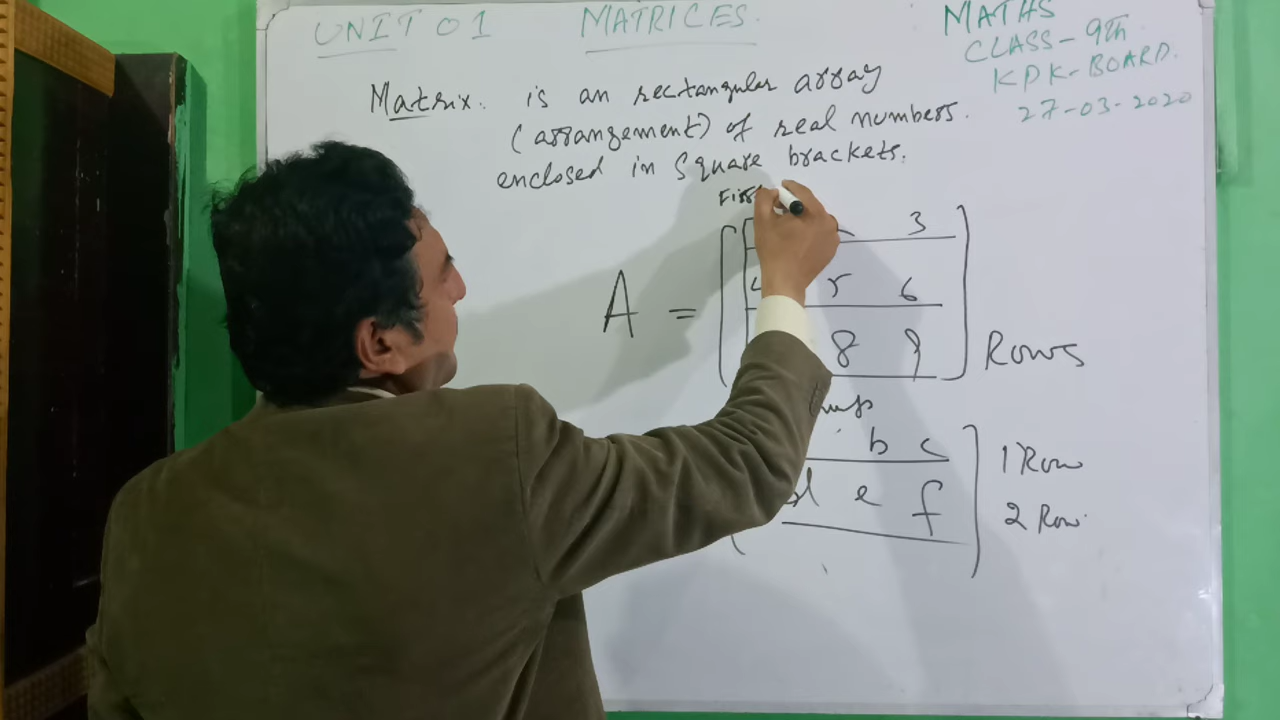 UNIT 01 MATRICES.
MATHS
CLASS - 9Th.
KPK - BOARD.
27-03-2020
Matrix. is an rectangular array
(arrangement) of real numbers.
enclosed in Square brackets.
3
A = 6
8 9 Rows
b c 1 Row
d e f 2 Row